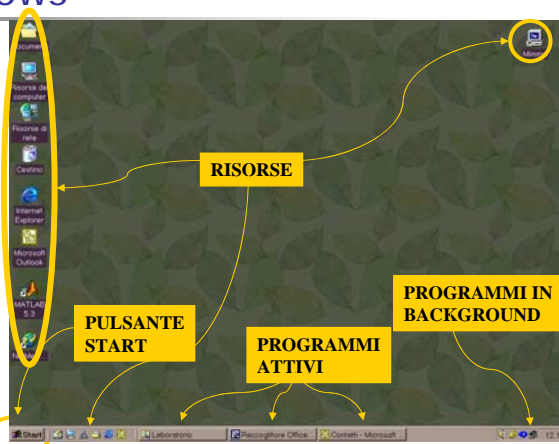 Documenti
Risorse del
computer
Risorse di
rete
Cestino
Internet
Explorer
Microsoft
Outlook
MATLAB
5.3
RISORSE
PULSANTE
START
PROGRAMMI
ATTIVI
PROGRAMMI IN
BACKGROUND
Start
Laboratorio
Raccoglitore Office...
Contatti - Microsoft ...